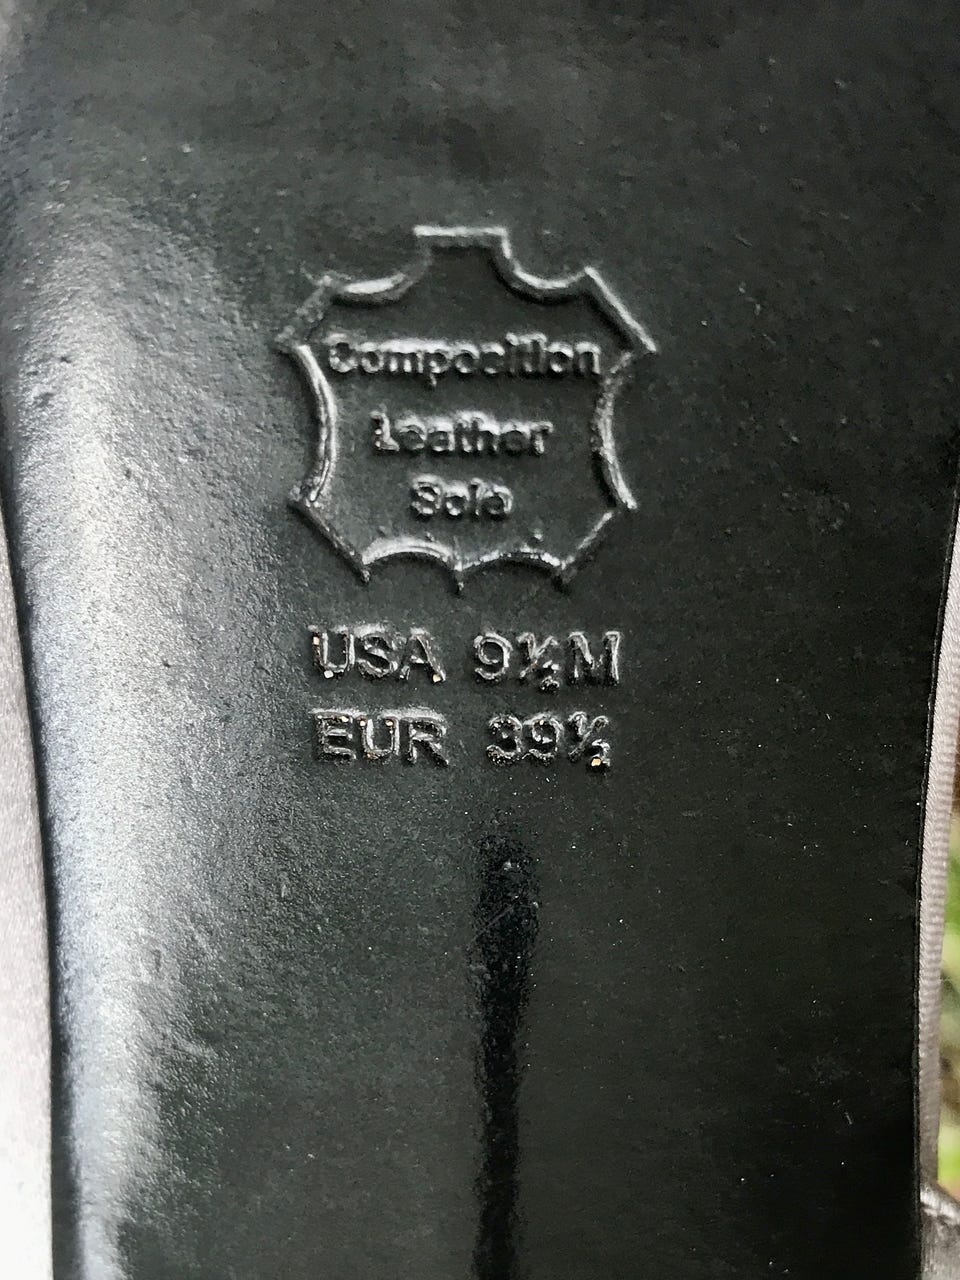 Composition
Leather
Sole
USA 9½M
EUR 39½